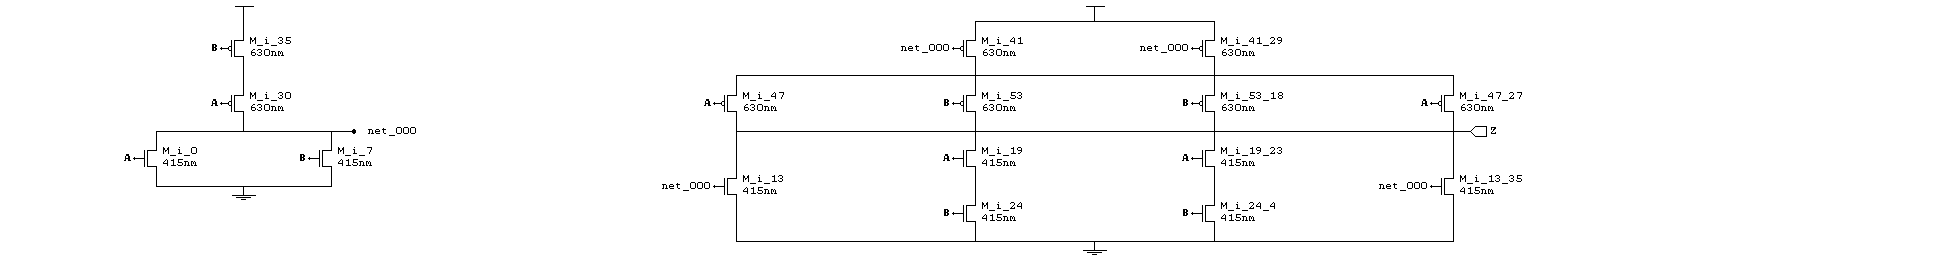 B M_i_35
630nm
A M_i_30
630nm
net_000
A M_i_0
415nm
B M_i_7
415nm
net_000 M_i_41
630nm
net_000 M_i_41_29
630nm
A M_i_47
630nm
B M_i_53
630nm
B M_i_53_18
630nm
A M_i_47_27
630nm
Z
A M_i_19
415nm
A M_i_19_23
415nm
net_000 M_i_13
415nm
net_000 M_i_13_35
415nm
B M_i_24
415nm
B M_i_24_4
415nm